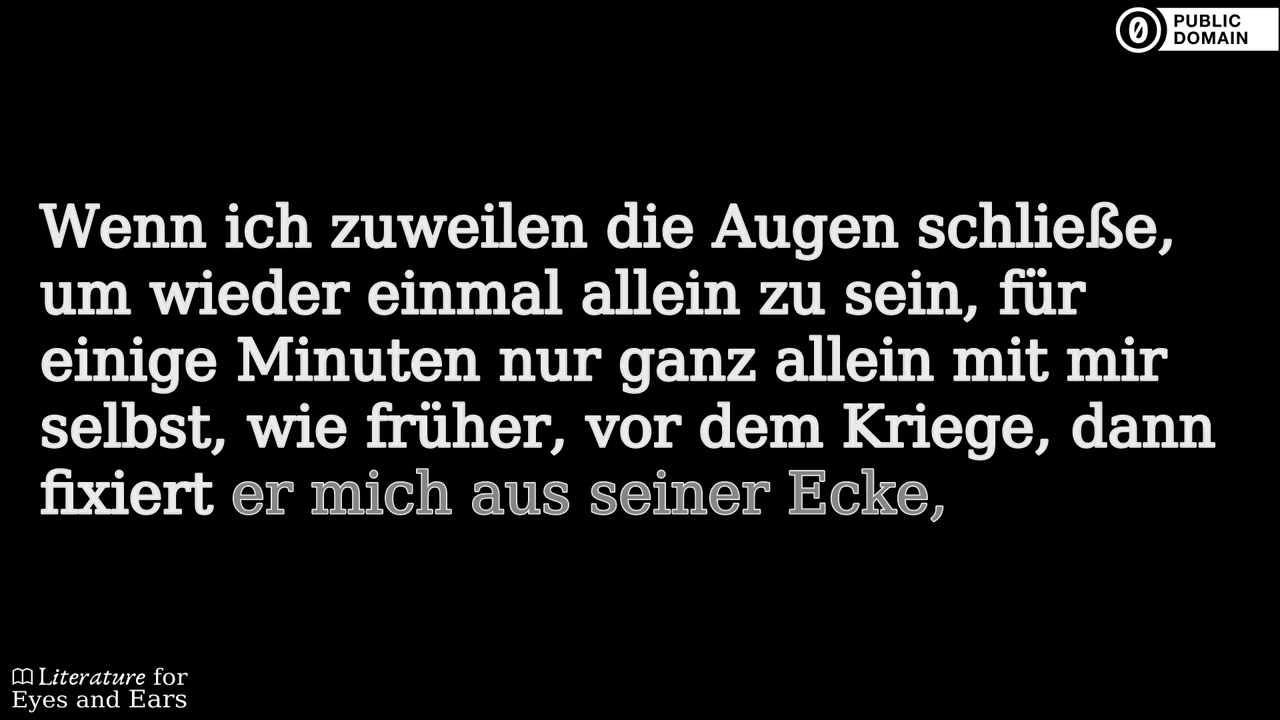 PUBLIC
DOMAIN
Wenn ich zuweilen die Augen schließe,
um wieder einmal allein zu sein, für
einige Minuten nur ganz allein mit mir
selbst, wie früher, vor dem Kriege, dann
fixiert er mich aus seiner Ecke,
Literature for
Eyes and Ears